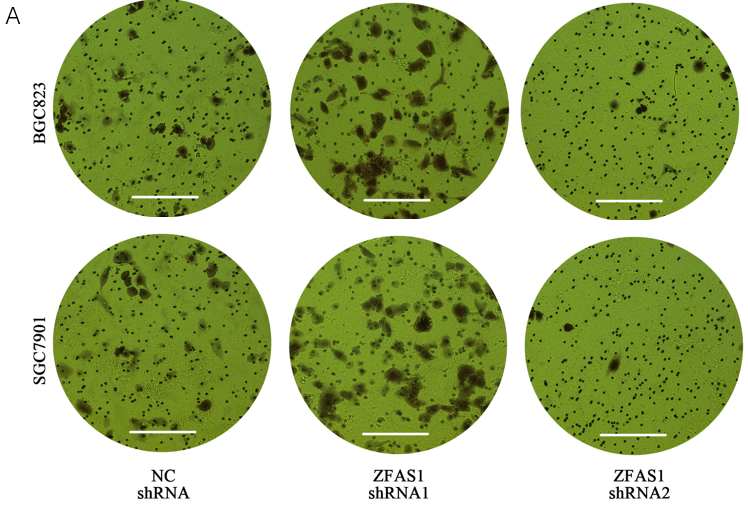 A
BGC823
SGC7901
NC
shRNA
ZFAS1
shRNA1
ZFAS1
shRNA2